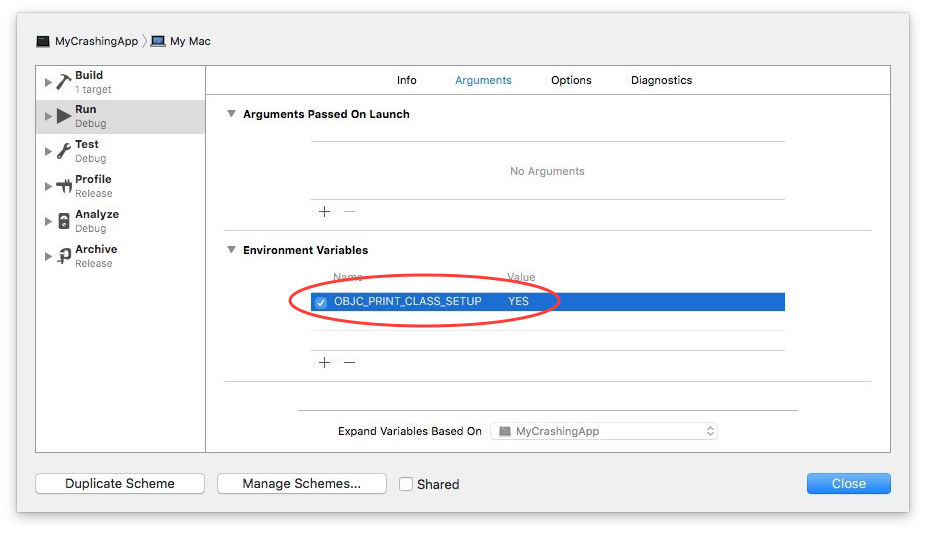 MyCrashingApp My Mac
Build
1 target
Run
Debug
Test
Debug
Profile
Release
Analyze
Debug
Archive
Release
Info Arguments Options Diagnostics
Arguments Passed On Launch
No Arguments
Environment Variables
Name Value
OBJC_PRINT_CLASS_SETUP YES
Expand Variables Based On MyCrashingApp
Duplicate Scheme Manage Schemes... Shared Close